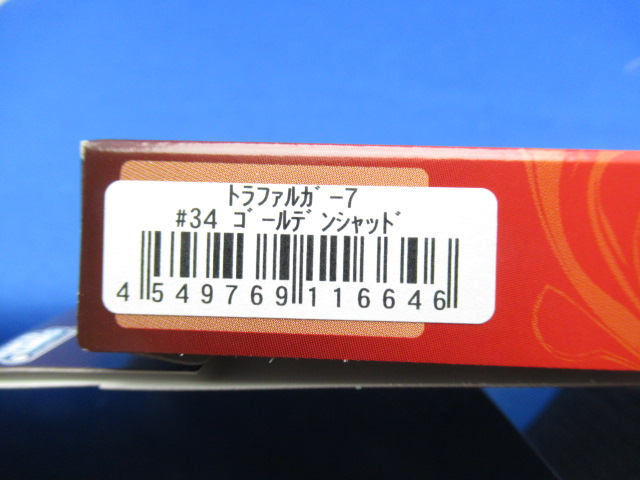 ﾄﾗﾌｧﾙｶﾞｰ7
#34 ｺﾞｰﾙﾃﾞﾝｼｬｯﾄﾞ
4 549769 116646